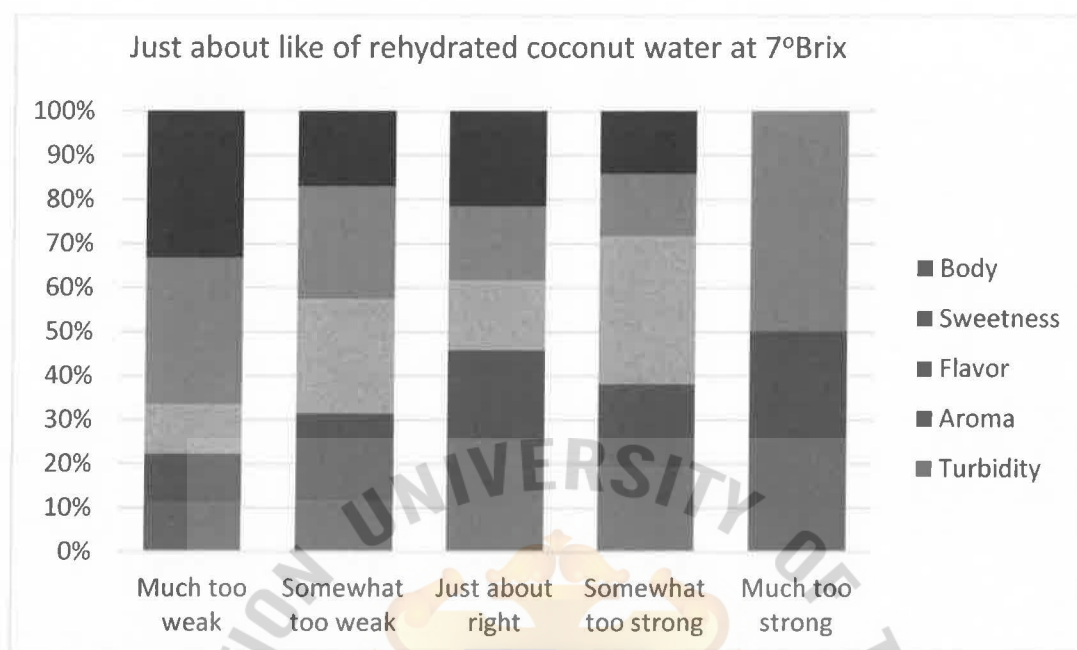 Just about like of rehydrated coconut water at 7°Brix
100%
90%
80%
70%
60%
50%
40%
30%
20%
10%
0%
Much too weak
Somewhat too weak
Just about right
Somewhat too strong
Much too strong
Body
Sweetness
Flavor
Aroma
Turbidity
UNIVERSITY OF